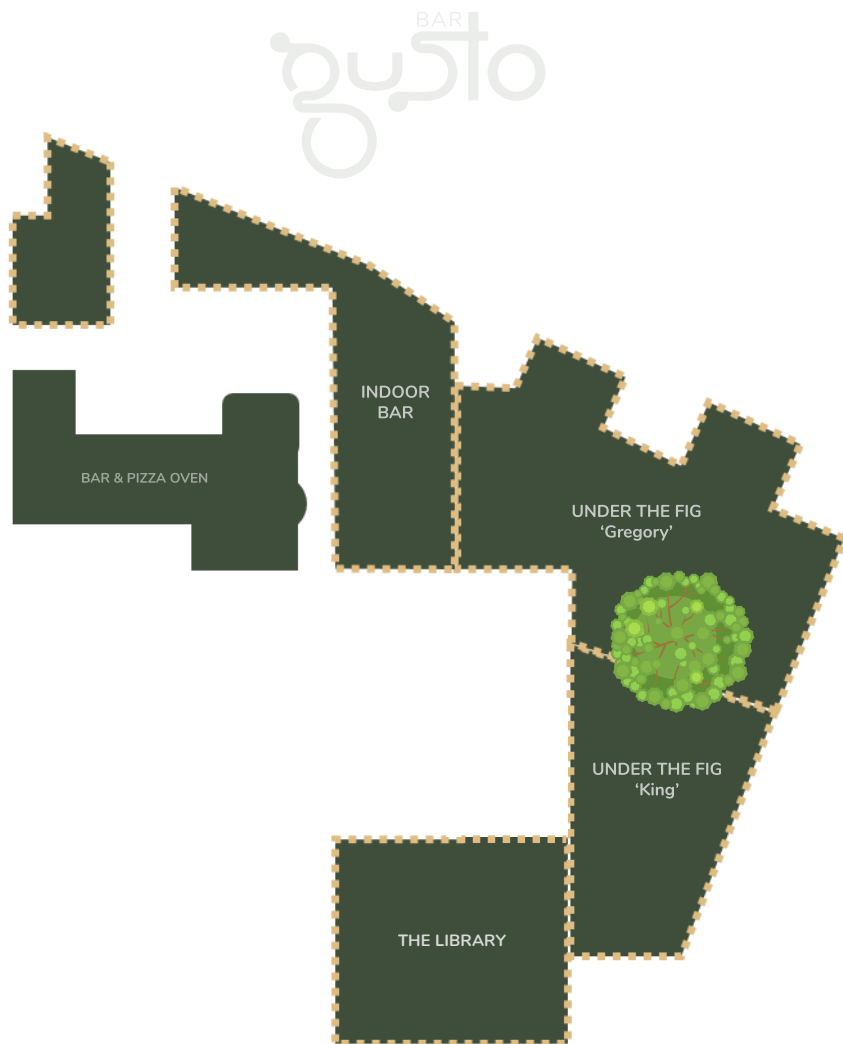 BAR
gusto
INDOOR
BAR
BAR & PIZZA OVEN
UNDER THE FIG
‘Gregory’
UNDER THE FIG
‘King’
THE LIBRARY